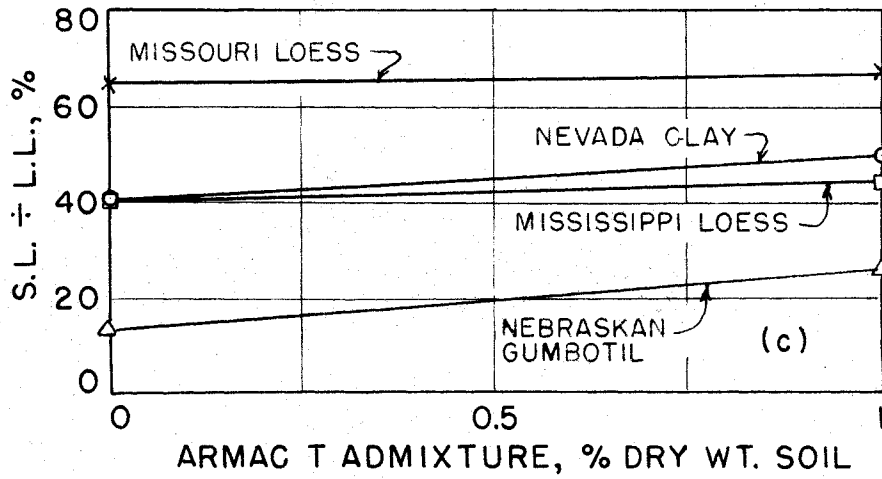 80
MISSOURI LOESS
60
NEVADA CLAY
40
MISSISSIPPI LOESS
20
NEBRASKAN
GUMBOTIL
(c)
0
S.L. ÷ L.L., %
0 0.5 1
ARMAC T ADMIXTURE, % DRY WT. SOIL